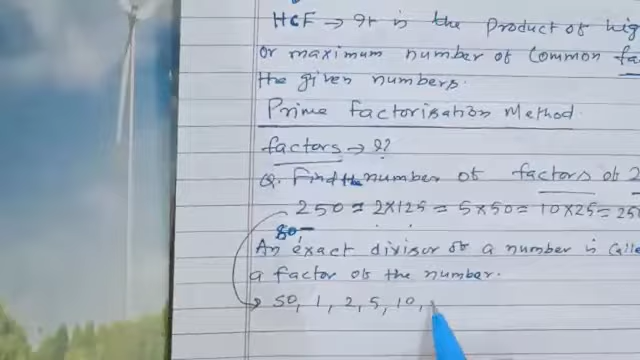 HCF → It is the Product of hig
Or maximum number of Common fa
the given numbers.
Prime Factorisation Method.
factors → ??
Q. Find the number of factors of 2
250 = 2×125 = 5×50 = 10×25 = 250
50
An exact divisor of a number is calle
a factor of the number.
50, 1, 2, 5, 10,